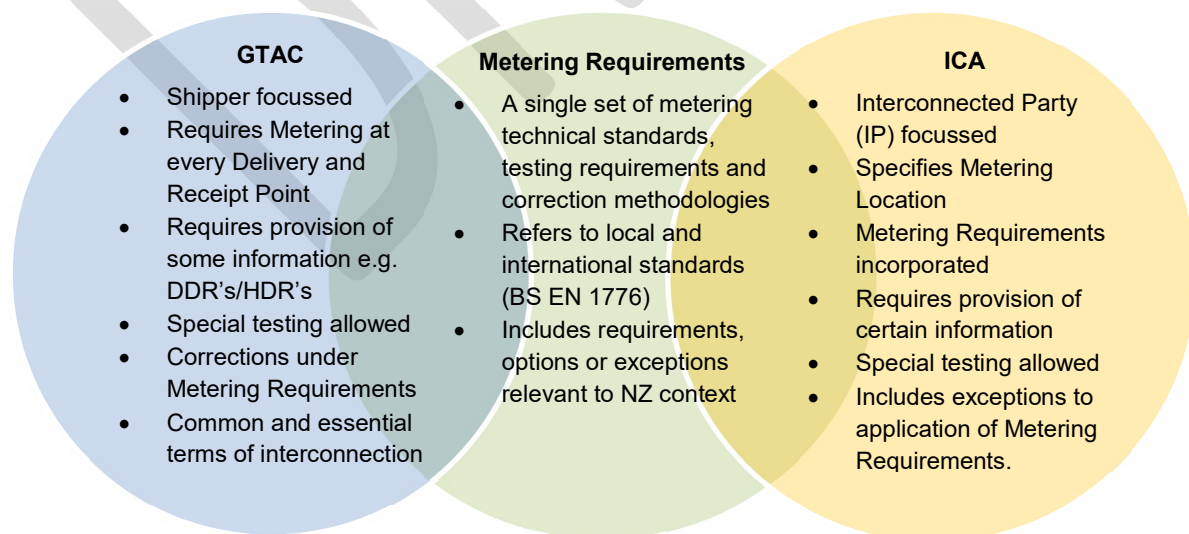 GTAC
• Shipper focussed
• Requires Metering at
every Delivery and
Receipt Point
• Requires provision of
some information e.g.
DDR's/HDR's
• Special testing allowed
• Corrections under
Metering Requirements
• Common and essential
terms of interconnection
Metering Requirements
• A single set of metering
technical standards,
testing requirements and
correction methodologies
• Refers to local and
international standards
(BS EN 1776)
• Includes requirements,
options or exceptions
relevant to NZ context
ICA
• Interconnected Party
(IP) focussed
• Specifies Metering
Location
• Metering Requirements
incorporated
• Requires provision of
certain information
• Special testing allowed
• Includes exceptions to
application of Metering
Requirements.